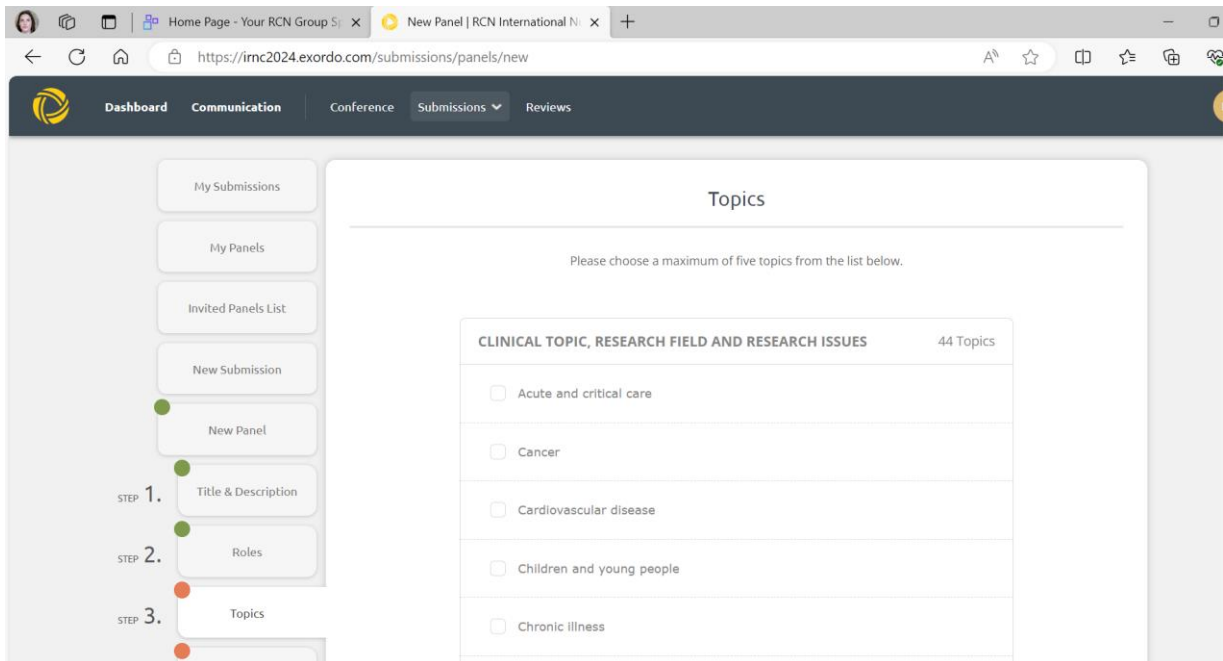 Home Page - Your RCN Group Sp
New Panel | RCN International Nu
https://irnc2024.exordo.com/submissions/panels/new
Dashboard
Communication
Conference
Submissions
Reviews
My Submissions
My Panels
Invited Panels List
New Submission
New Panel
STEP 1. Title & Description
STEP 2. Roles
STEP 3. Topics
Topics
Please choose a maximum of five topics from the list below.
CLINICAL TOPIC, RESEARCH FIELD AND RESEARCH ISSUES 44 Topics
Acute and critical care
Cancer
Cardiovascular disease
Children and young people
Chronic illness